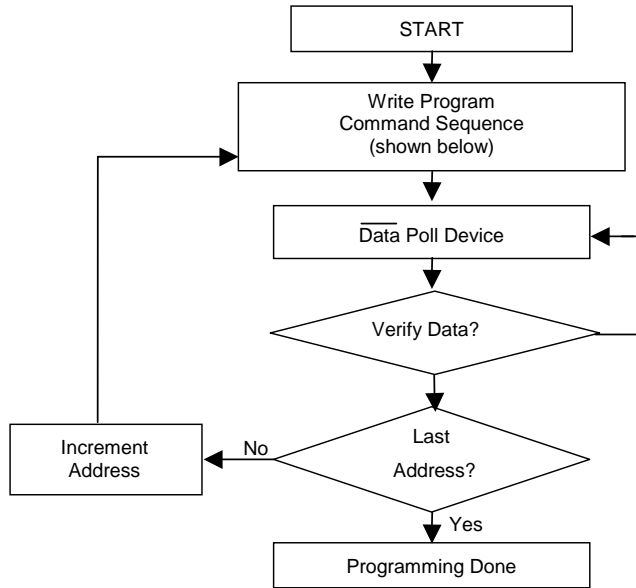 START
Write Program
Command Sequence
(shown below)
Data Poll Device
Verify Data?
Last
Address?
No
Increment
Address
Yes
Programming Done